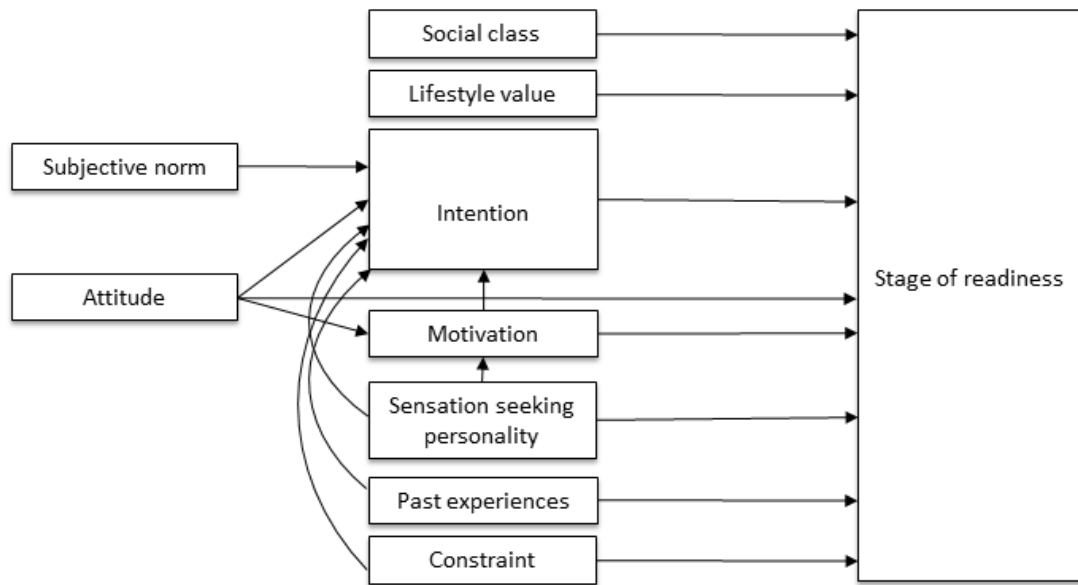 Social class
Lifestyle value
Subjective norm
Intention
Attitude
Stage of readiness
Motivation
Sensation seeking
personality
Past experiences
Constraint